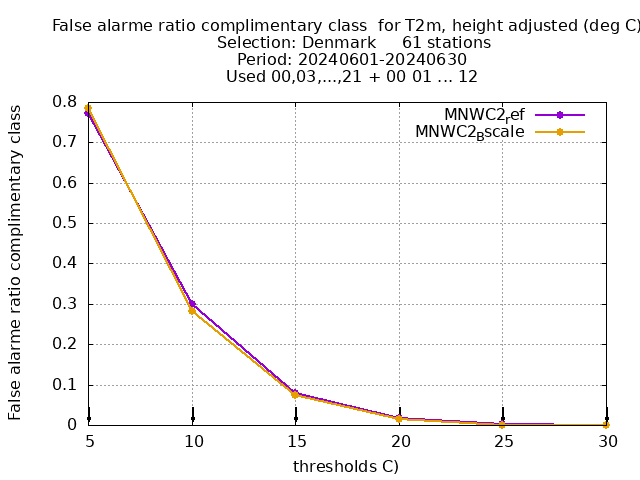 False alarme ratio complimentary class for T2m, height adjusted (deg C)
Selection: Denmark 61 stations
Period: 20240601-20240630
Used 00,03,...,21 + 00 01 ... 12
False alarme ratio complimentary class
MNWC2ref
MNWC2Bscale
0.8
0.7
0.6
0.5
0.4
0.3
0.2
0.1
0
5 10 15 20 25 30
thresholds C)